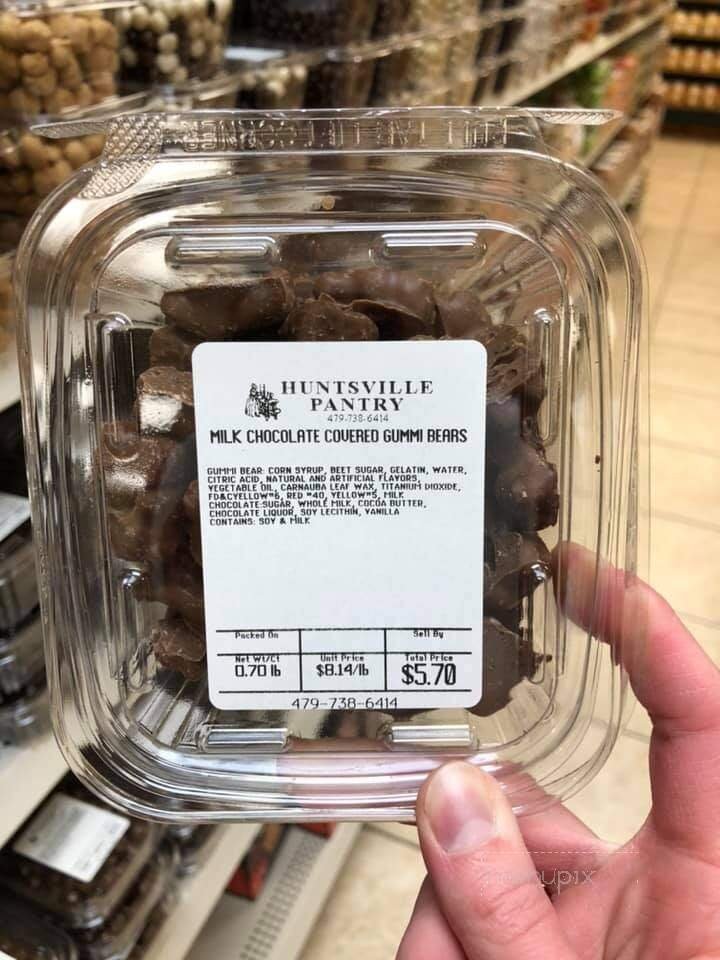 HUNTSVILLE
PANTRY
479-738-6414
MILK CHOCOLATE COVERED GUMMI BEARS
GUMMI BEAR: CORN SYRUP, BEET SUGAR, GELATIN, WATER,
CITRIC ACID, NATURAL AND ARTIFICIAL FLAVORS,
VEGETABLE OIL, CARNAUBA LEAF WAX, TITANIUM DIOXIDE,
FD&CYELLOW#6, RED #40, YELLOW#5, MILK
CHOCOLATE:SUGAR, WHOLE MILK, COCOA BUTTER,
CHOCOLATE LIQUOR, SOY LECITHIN, VANILLA
CONTAINS: SOY & MILK
Packed On Sell By
Net Wt/Ct Unit Price Total Price
0.70 lb $8.14/lb $5.70
479-738-6414